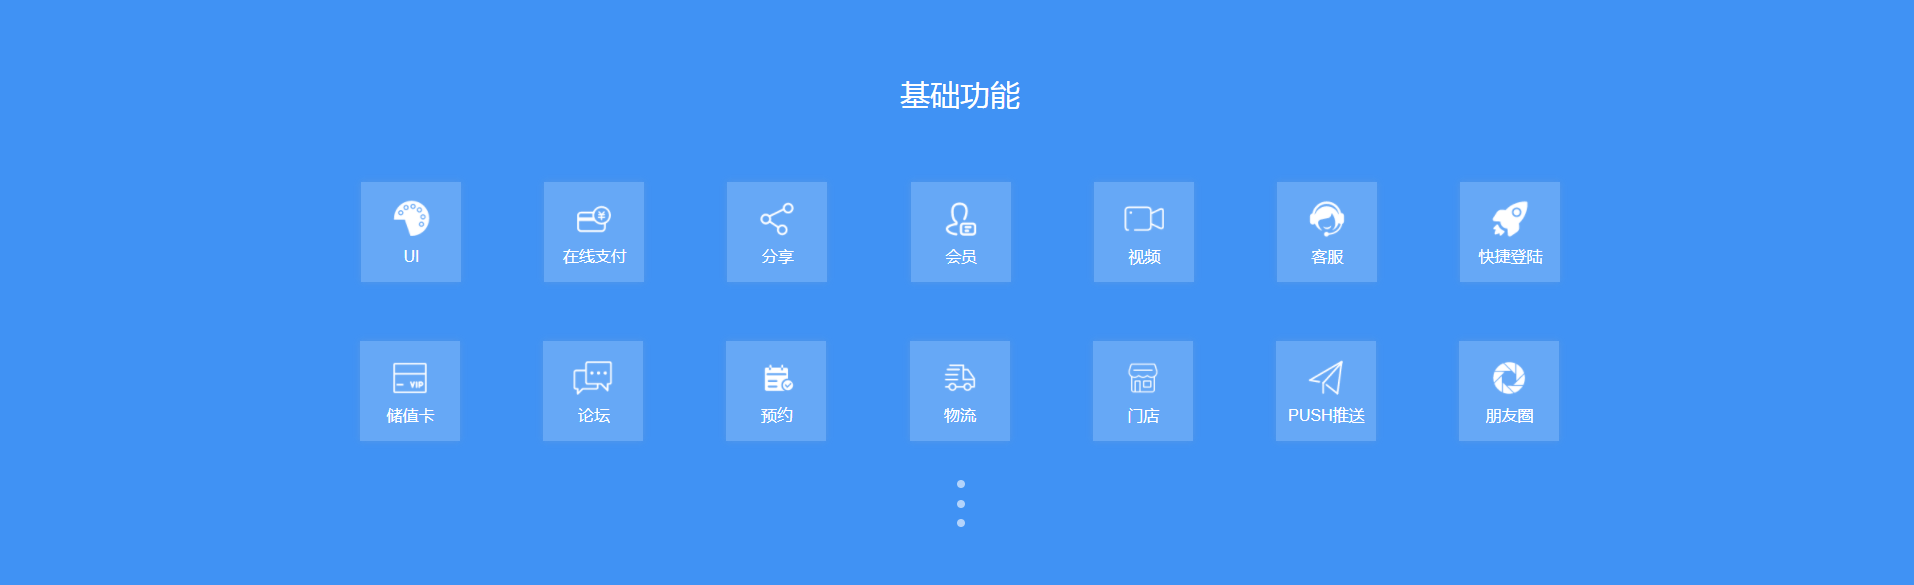 基础功能
UI
在线支付
分享
会员
视频
客服
快捷登陆
VIP
储值卡
论坛
预约
物流
门店
PUSH推送
朋友圈